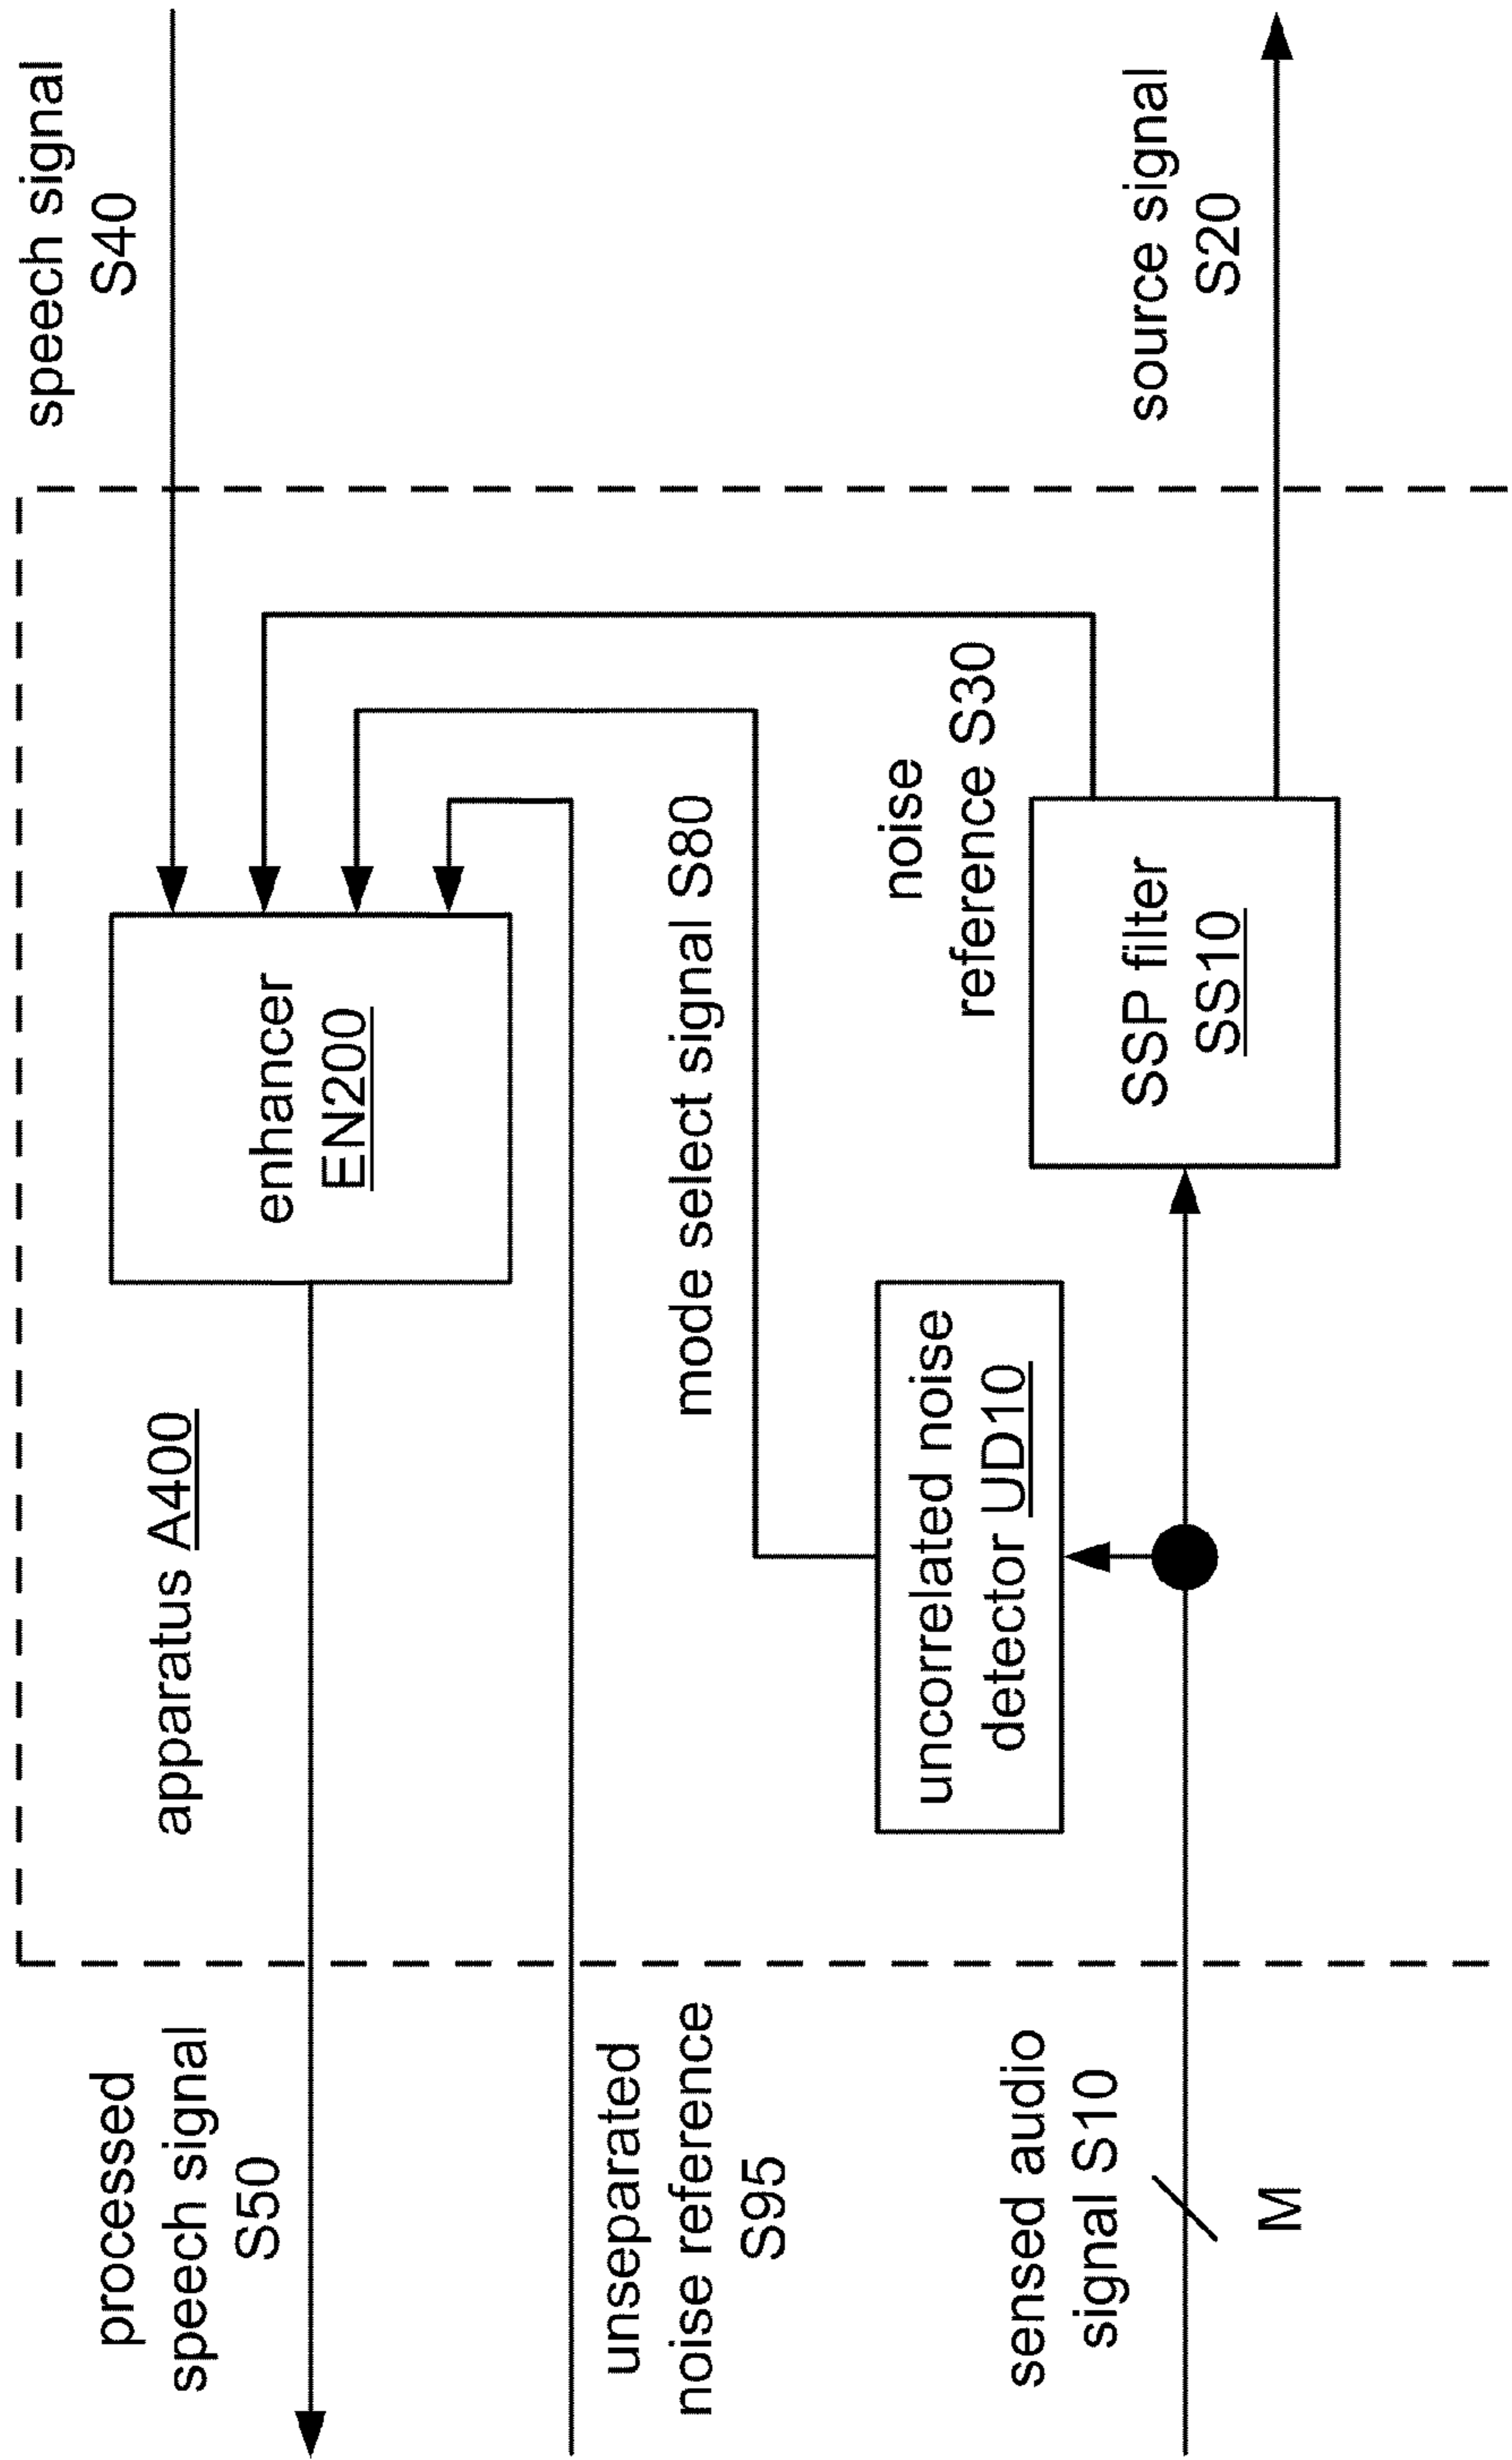 processed
speech signal
S50
apparatus A400
enhancer
EN200
speech signal
S40
unseparated
noise reference
S95
mode select signal S80
noise
reference S30
uncorrelated noise
detector UD10
SSP filter
SS10
source signal
S20
sensed audio
signal S10
M